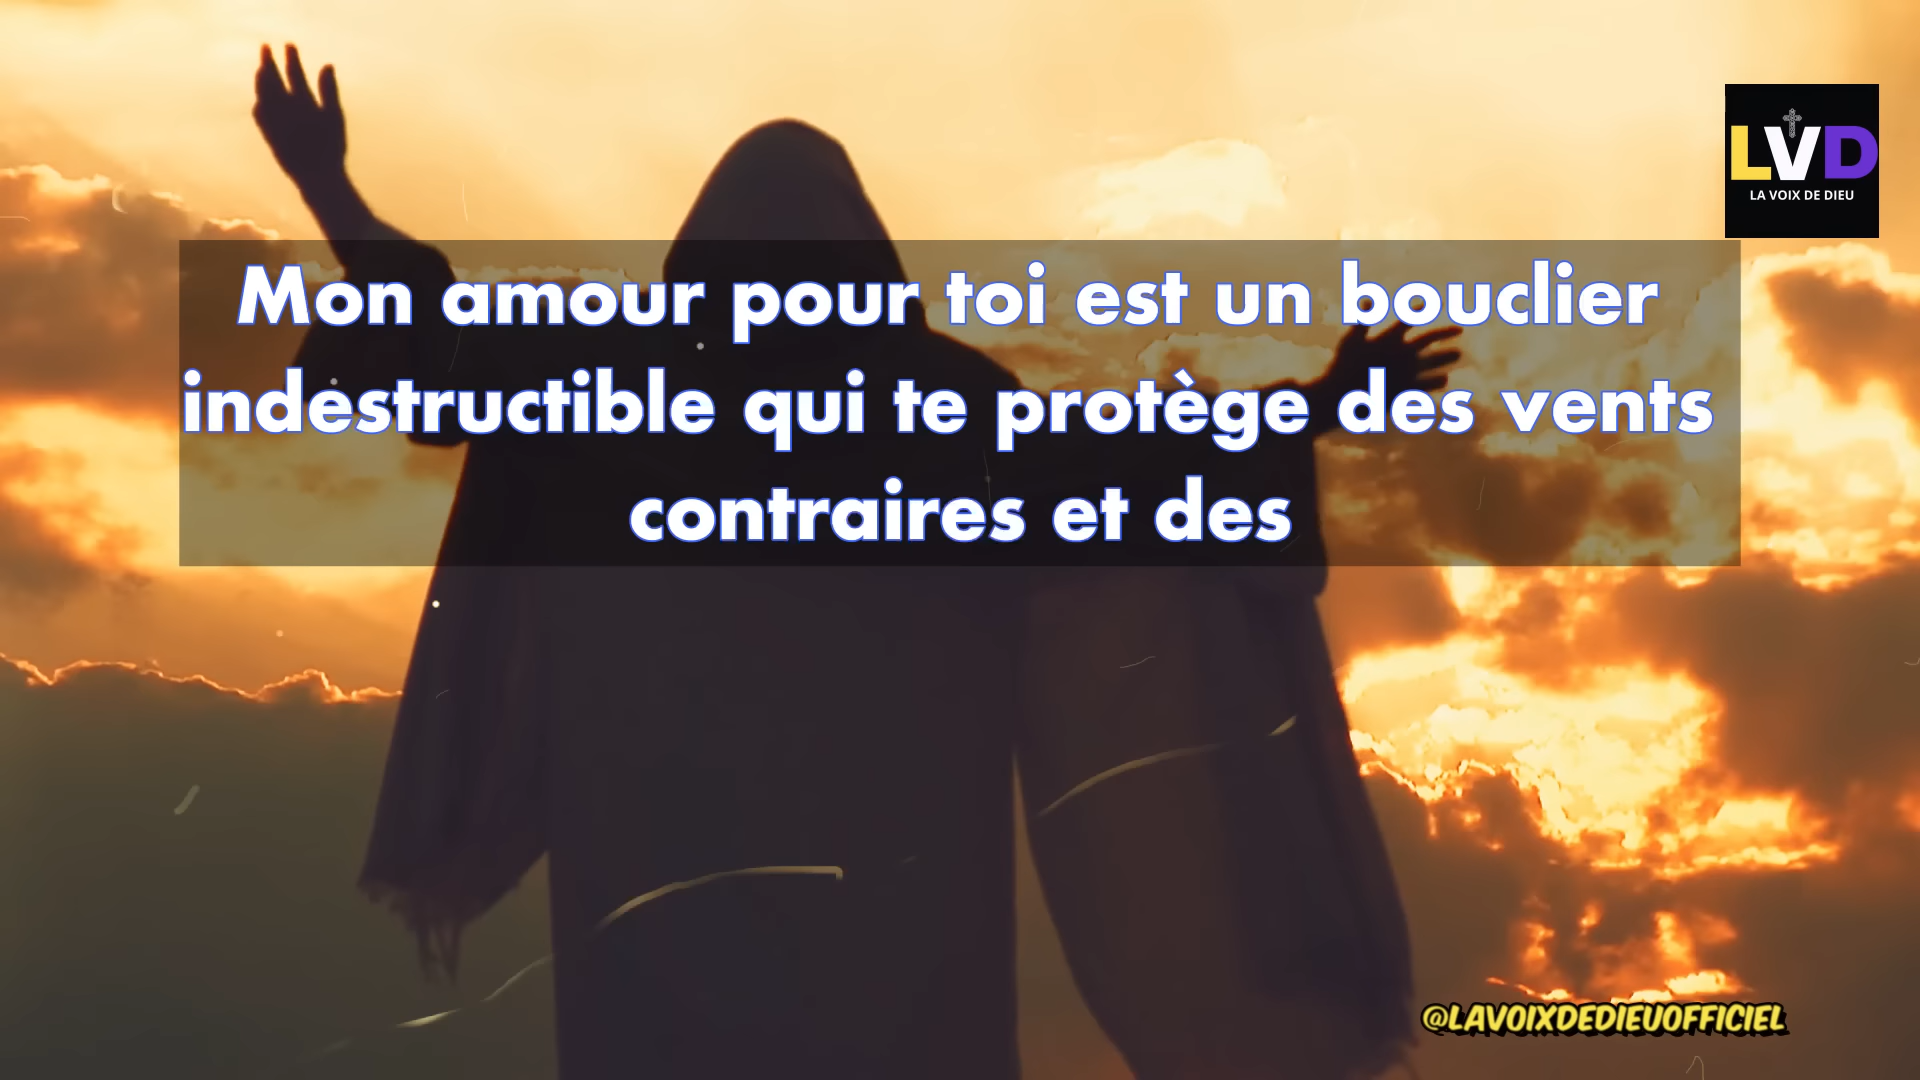 LVD
LA VOIX DE DIEU
Mon amour pour toi est un bouclier
indestructible qui te protège des vents
contraires et des
@LAVOIXDEDIEUOFFICIEL